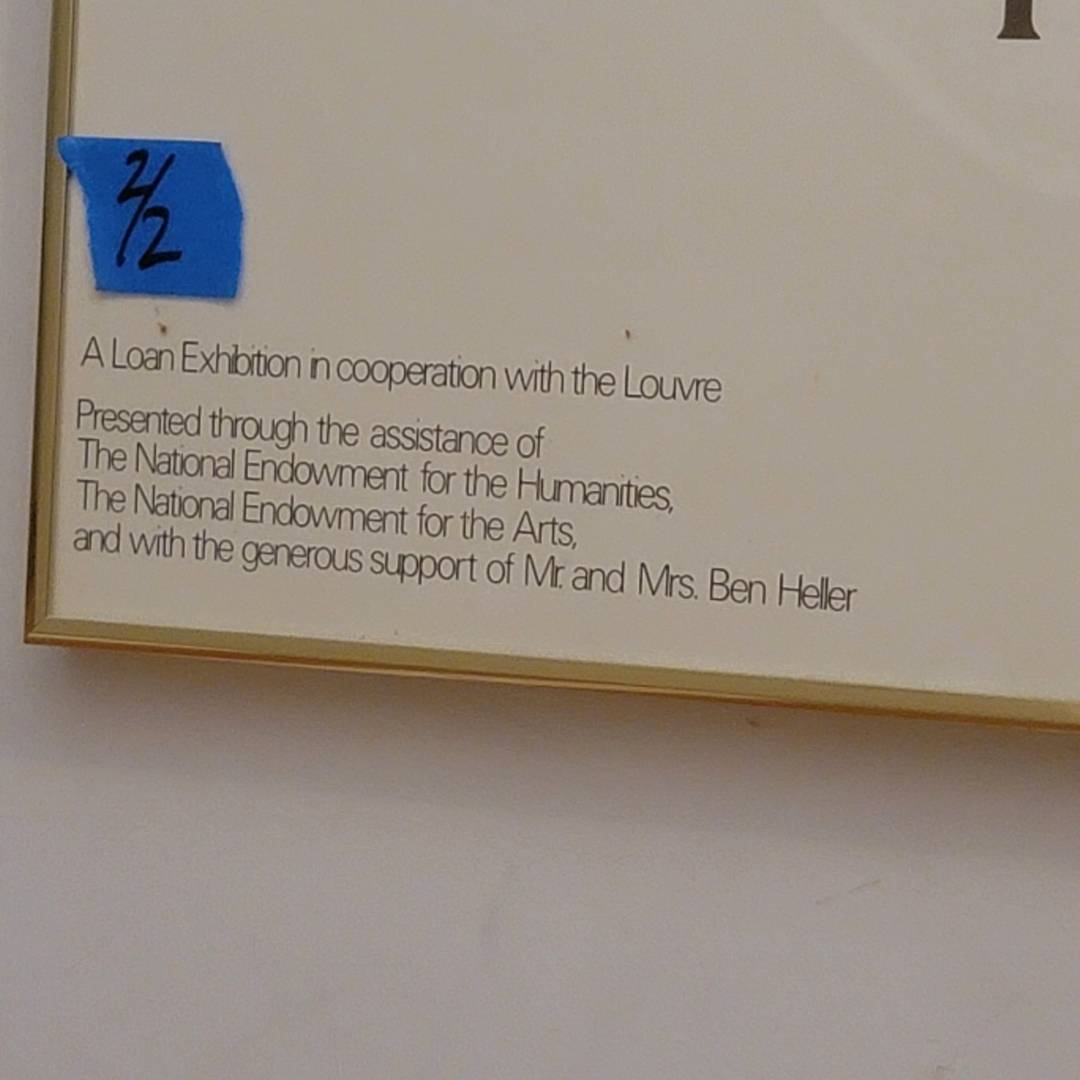 2/2
A Loan Exhibition in cooperation with the Louvre
Presented through the assistance of
The National Endowment for the Humanities,
The National Endowment for the Arts,
and with the generous support of Mr. and Mrs. Ben Heller